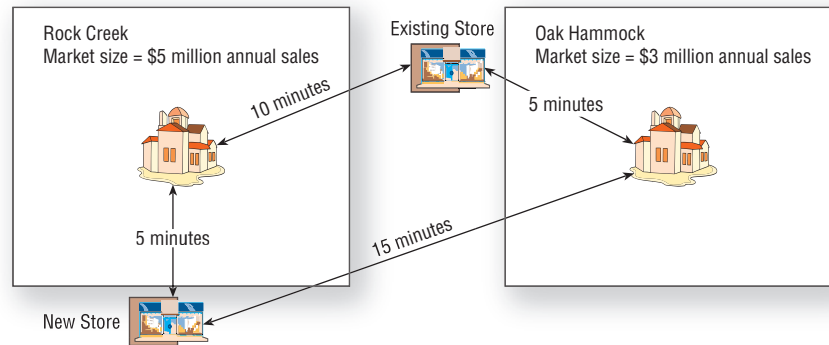 Rock Creek
Market size = $5 million annual sales
Existing Store
Oak Hammock
Market size = $3 million annual sales
10 minutes
5 minutes
5 minutes
15 minutes
New Store